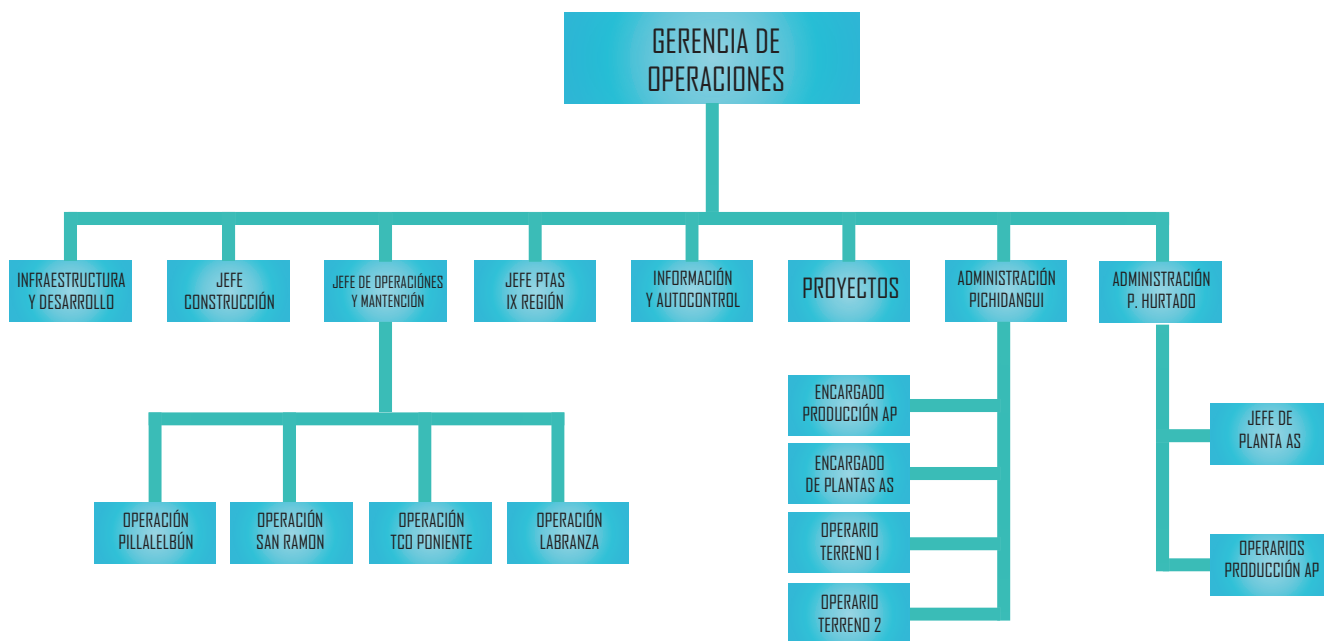 GERENCIA DE
OPERACIONES
INFRAESTRUCTURA
Y DESARROLLO
JEFE
CONSTRUCCIÓN
JEFE DE OPERACIÓNES
Y MANTENCIÓN
JEFE PTAS
IX REGIÓN
INFORMACIÓN
Y AUTOCONTROL
PROYECTOS
ADMINISTRACIÓN
PICHIDANGUI
ADMINISTRACIÓN
P. HURTADO
OPERACIÓN
PILLALELBÚN
OPERACIÓN
SAN RAMON
OPERACIÓN
TCO PONIENTE
OPERACIÓN
LABRANZA
ENCARGADO
PRODUCCIÓN AP
ENCARGADO
DE PLANTAS AS
OPERARIO
TERRENO 1
OPERARIO
TERRENO 2
JEFE DE
PLANTA AS
OPERARIOS
PRODUCCIÓN AP